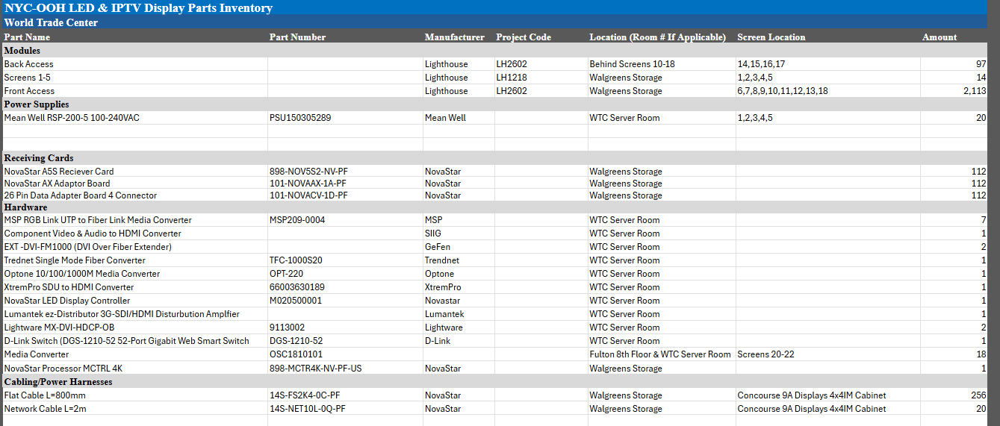 NYC-OOH LED & IPTV Display Parts Inventory
World Trade Center
Part Name Part Number Manufacturer Project Code Location (Room # If Applicable) Screen Location Amount
Modules
Back Access Lighthouse LH2602 Behind Screens 10-18 14,15,16,17 97
Screens 1-5 Lighthouse LH1218 Walgreens Storage 1,2,3,4,5 14
Front Access Lighthouse LH2602 Walgreens Storage 6,7,8,9,10,11,12,13,18 2,113
Power Supplies
Mean Well RSP-200-5 100-240VAC PSU150305289 Mean Well WTC Server Room 1,2,3,4,5 20
Receiving Cards
NovaStar A5S Reciever Card 898-NOV5S2-NV-PF NovaStar Walgreens Storage 112
NovaStar AX Adaptor Board 101-NOVAAX-1A-PF NovaStar Walgreens Storage 112
26 Pin Data Adapter Board 4 Connector 101-NOVACV-1D-PF NovaStar Walgreens Storage 112
Hardware
MSP RGB Link UTP to Fiber Link Media Converter MSP209-0004 MSP WTC Server Room 7
Component Video & Audio to HDMI Converter SIIG WTC Server Room 1
EXT -DVI-FM1000 (DVI Over Fiber Extender) GeFen WTC Server Room 2
Trednet Single Mode Fiber Converter TFC-1000S20 Trendnet WTC Server Room 1
Optone 10/100/1000M Media Converter OPT-220 Optone WTC Server Room 1
XtremPro SDU to HDMI Converter 66003630189 XtremPro WTC Server Room 1
NovaStar LED Display Controller M020500001 Novastar WTC Server Room 1
Lumantek ez-Distributor 3G-SDI/HDMI Disturbution Amplfier Lumantek WTC Server Room 1
Lightware MX-DVI-HDCP-OB 9113002 Lightware WTC Server Room 2
D-Link Switch (DGS-1210-52 52-Port Gigabit Web Smart Switch DGS-1210-52 D-Link WTC Server Room 1
Media Converter OSC1810101 Fulton 8th Floor & WTC Server Room Screens 20-22 18
NovaStar Processor MCTRL 4K 898-MCTR4K-NV-PF-US NovaStar Walgreens Storage 1
Cabling/Power Harnesses
Flat Cable L=800mm 14S-FS2K4-0C-PF NovaStar Walgreens Storage Concourse 9A Displays 4x4IM Cabinet 256
Network Cable L=2m 14S-NET10L-0Q-PF NovaStar Walgreens Storage Concourse 9A Displays 4x4IM Cabinet 20